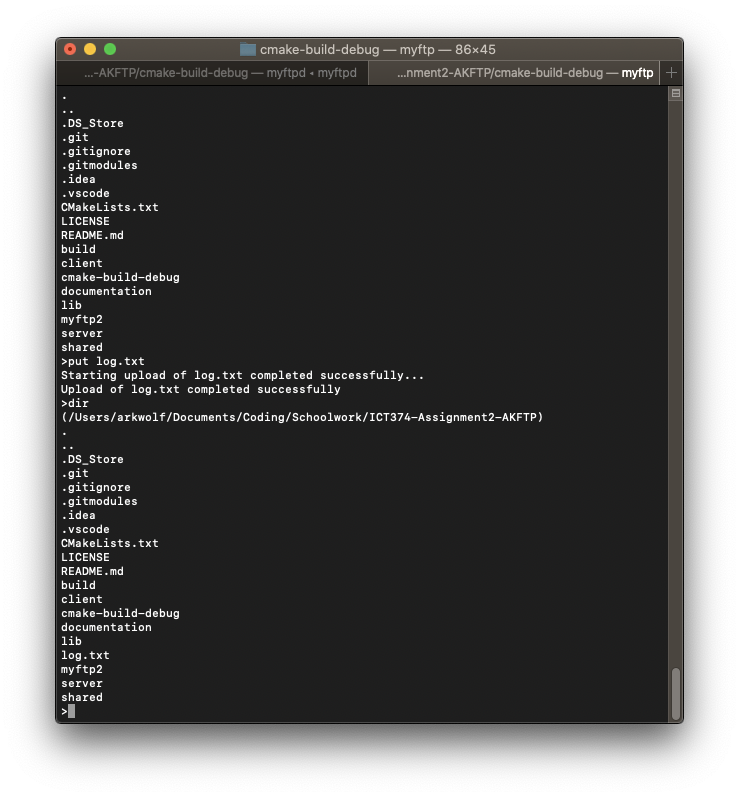 cmake-build-debug — myftp — 86×45
...-AKFTP/cmake-build-debug — myftpd ◂ myftpd
...nment2-AKFTP/cmake-build-debug — myftp
.
..
.DS_Store
.git
.gitignore
.gitmodules
.idea
.vscode
CMakeLists.txt
LICENSE
README.md
build
client
cmake-build-debug
documentation
lib
myftp2
server
shared
>put log.txt
Starting upload of log.txt completed successfully...
Upload of log.txt completed successfully
>dir
(/Users/arkwolf/Documents/Coding/Schoolwork/ICT374-Assignment2-AKFTP)
.
..
.DS_Store
.git
.gitignore
.gitmodules
.idea
.vscode
CMakeLists.txt
LICENSE
README.md
build
client
cmake-build-debug
documentation
lib
log.txt
myftp2
server
shared
>